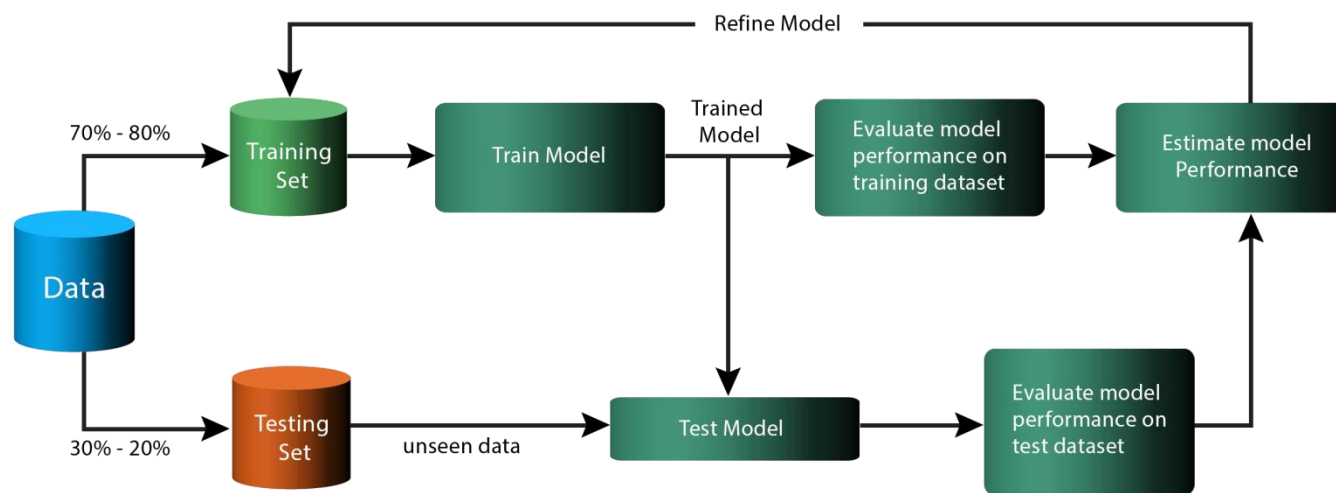 Refine Model
70% - 80%
Training
Set
Train Model
Trained
Model
Evaluate model
performance on
training dataset
Estimate model
Performance
Data
30% - 20%
Testing
Set
unseen data
Test Model
Evaluate model
performance on
test dataset